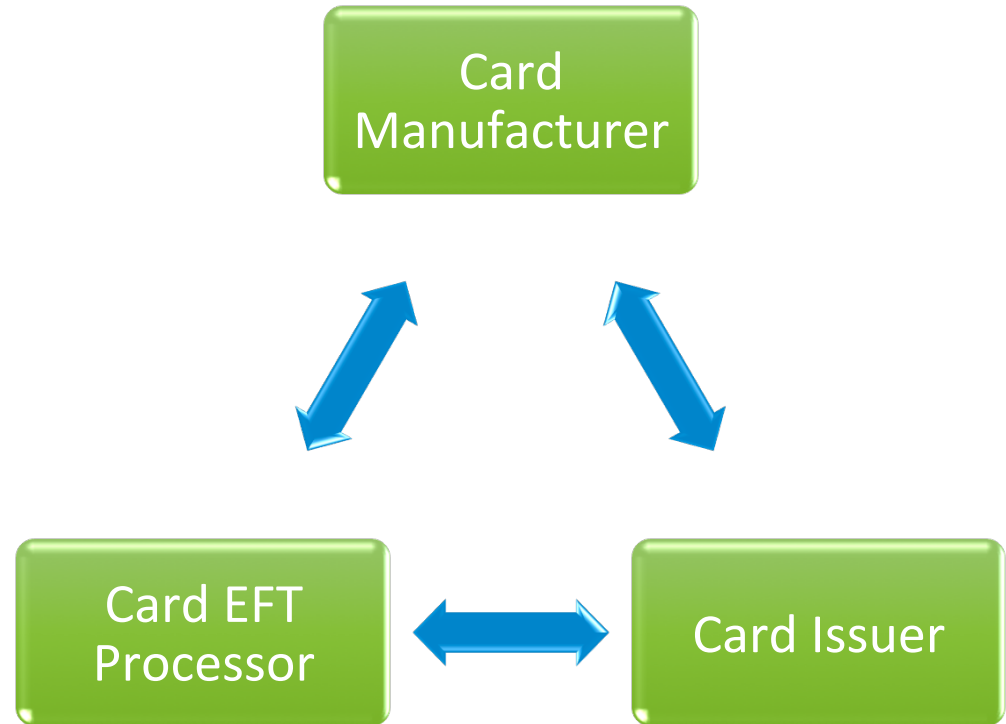 Card
Manufacturer
Card EFT
Processor
Card Issuer